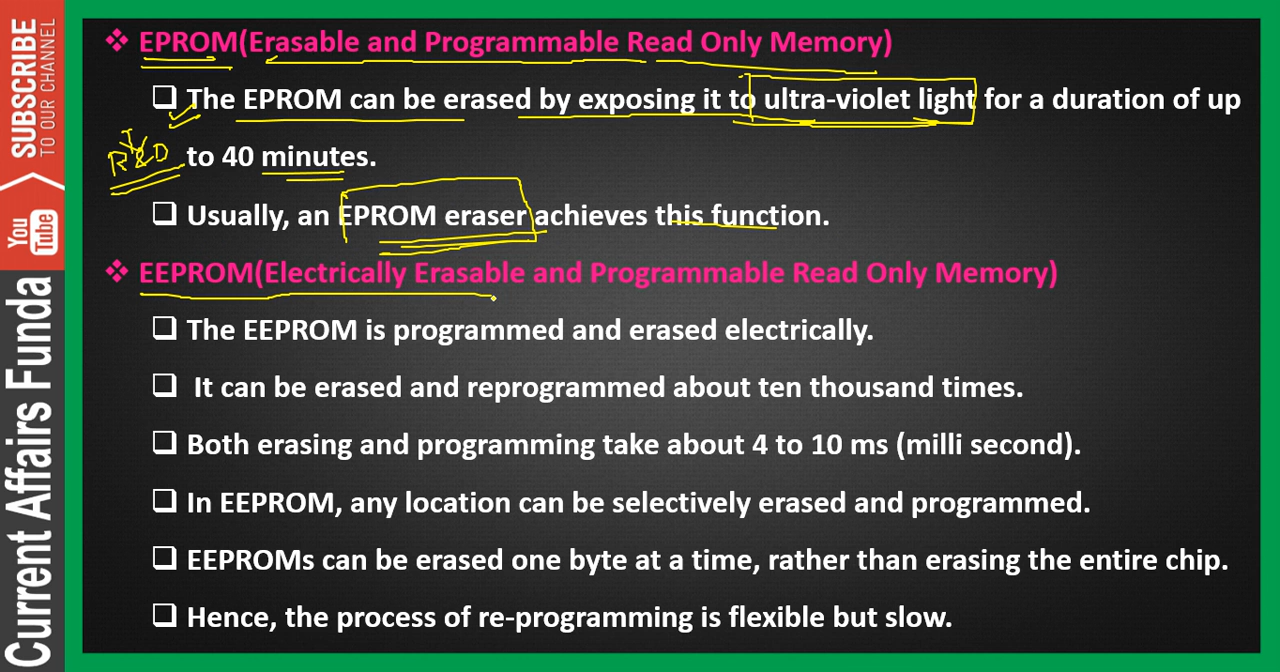 SUBSCRIBE
TO OUR CHANNEL
You
Tube
Current Affairs Funda
❖ EPROM(Erasable and Programmable Read Only Memory)
❑ The EPROM can be erased by exposing it to ultra-violet light for a duration of up
to 40 minutes.
R&D
❑ Usually, an EPROM eraser achieves this function.
❖ EEPROM(Electrically Erasable and Programmable Read Only Memory)
❑ The EEPROM is programmed and erased electrically.
❑ It can be erased and reprogrammed about ten thousand times.
❑ Both erasing and programming take about 4 to 10 ms (milli second).
❑ In EEPROM, any location can be selectively erased and programmed.
❑ EEPROMs can be erased one byte at a time, rather than erasing the entire chip.
❑ Hence, the process of re-programming is flexible but slow.